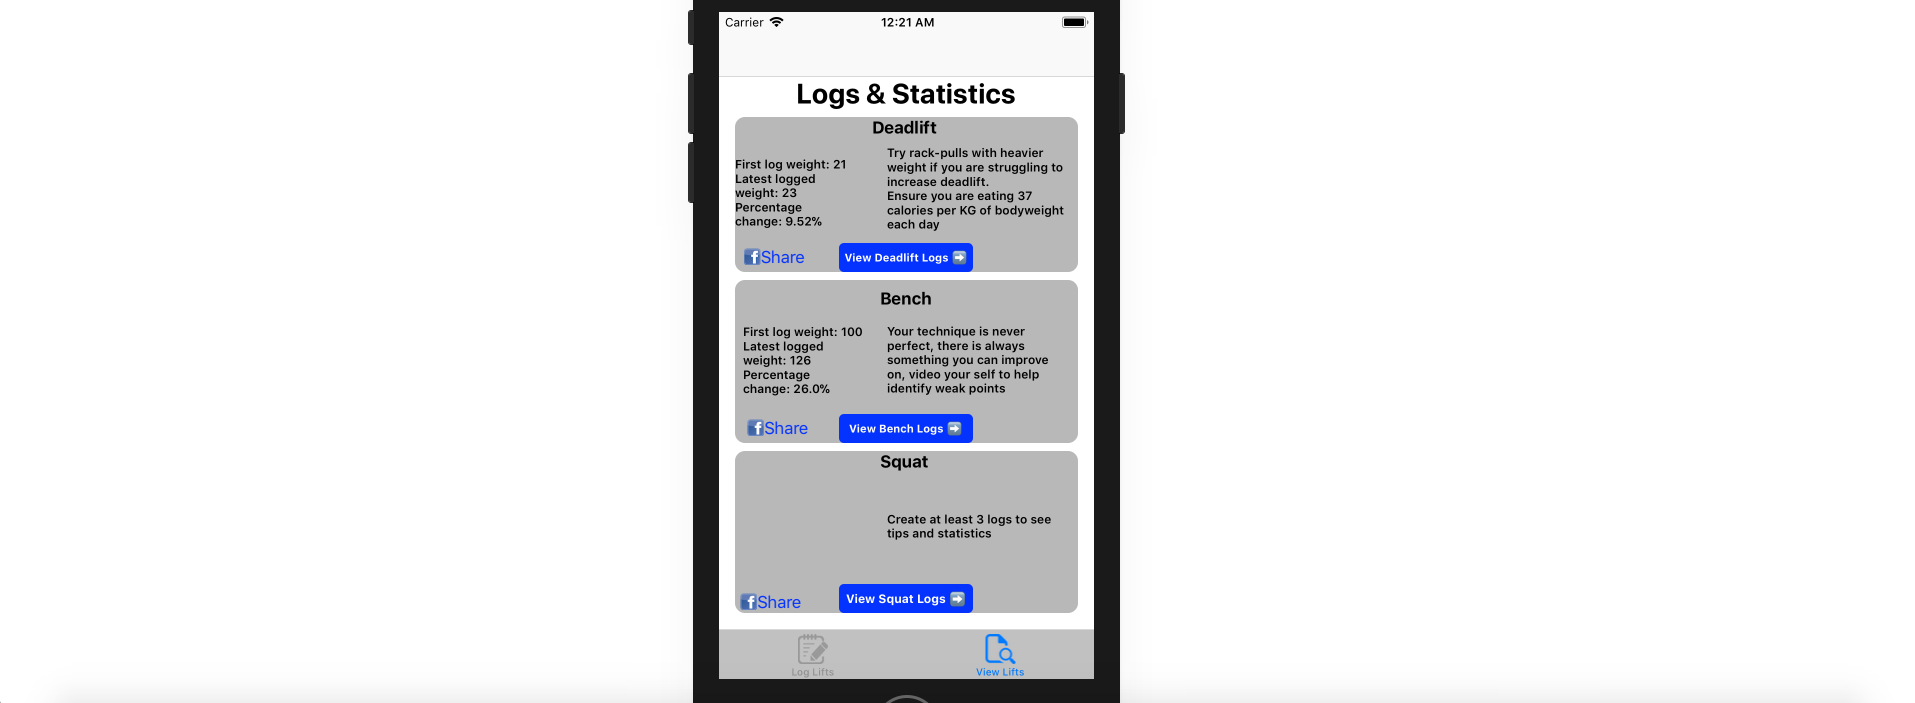 Carrier 12:21 AM
Logs & Statistics
Deadlift
First log weight: 21
Latest logged
weight: 23
Percentage
change: 9.52%
Try rack-pulls with heavier
weight if you are struggling to
increase deadlift.
Ensure you are eating 37
calories per KG of bodyweight
each day
f Share
View Deadlift Logs ➡
Bench
First log weight: 100
Latest logged
weight: 126
Percentage
change: 26.0%
Your technique is never
perfect, there is always
something you can improve
on, video your self to help
identify weak points
f Share
View Bench Logs ➡
Squat
Create at least 3 logs to see
tips and statistics
f Share
View Squat Logs ➡
Log Lifts
View Lifts